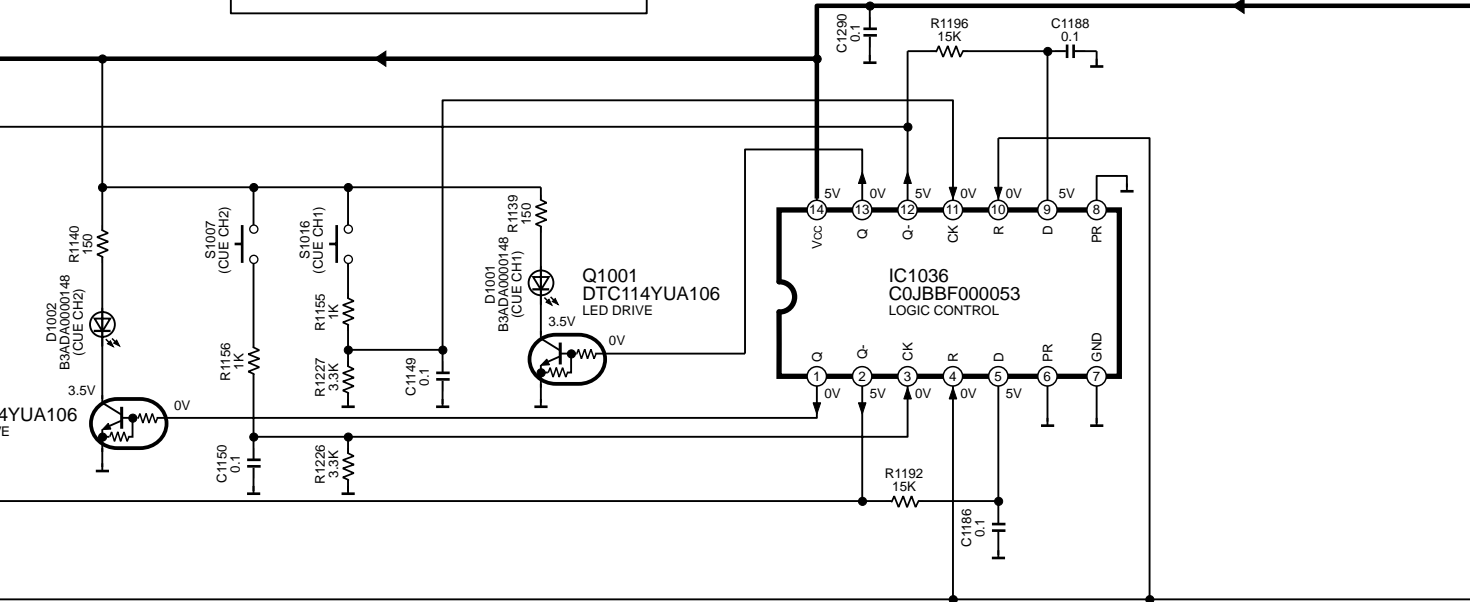 C1290
0.1
R1196
15K
C1188
0.1
5V
0V
5V
0V
0V
5V
14
13
12
11
10
9
8
Vcc
Q
Q-
CK
R
D
PR
IC1036
C0JBBF000053
LOGIC CONTROL
Q
Q-
CK
R
D
PR
GND
1
2
3
4
5
6
7
0V
5V
0V
0V
5V
R1140
150
S1007
(CUE CH2)
S1016
(CUE CH1)
R1139
150
D1002
B3ADA0000148
(CUE CH2)
D1001
B3ADA0000148
(CUE CH1)
Q1001
DTC114YUA106
LED DRIVE
3.5V
0V
R1155
1K
R1156
1K
R1227
3.3K
C1149
0.1
3.5V
0V
4YUA106
E
C1150
0.1
R1226
3.3K
R1192
15K
C1186
0.1